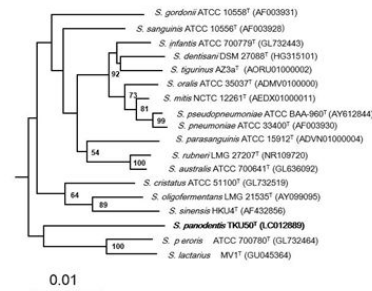 S. gordonii ATCC 10558ᵀ (AF003931)
S. sanguinis ATCC 10556ᵀ (AF003928)
S. infantis ATCC 700779ᵀ (GL732443)
S. dentisani DSM 27088ᵀ (HG315101)
92
S. tigurinus AZ3aᵀ (AORU01000002)
S. oralis ATCC 35037ᵀ (ADMV01000000)
73
S. mitis NCTC 12261ᵀ (AEDX01000011)
81
S. pseudopneumoniae ATCC BAA-960ᵀ (AY612844)
99
S. pneumoniae ATCC 33400ᵀ (AF003930)
S. parasanguinis ATCC 15912ᵀ (ADVN01000004)
54
S. rubneri LMG 27207ᵀ (NR109720)
100
S. australis ATCC 700641ᵀ (GL636092)
S. cristatus ATCC 51100ᵀ (GL732519)
64
S. oligofermentans LMG 21535ᵀ (AY099095)
89
S. sinensis HKU4ᵀ (AF432856)
S. panodentis TKU50ᵀ (LC012889)
S. p eroris ATCC 700780ᵀ (GL732464)
100
S. lactarius MV1ᵀ (GU045364)
0.01